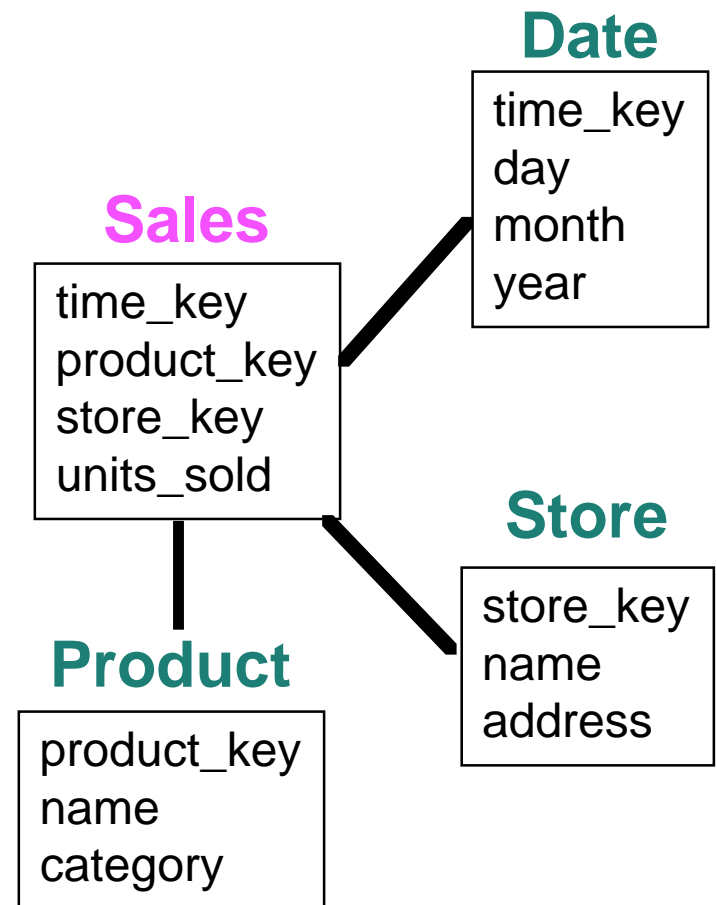 Date
time_key
day
month
year
Sales
time_key
product_key
store_key
units_sold
Store
store_key
name
address
Product
product_key
name
category